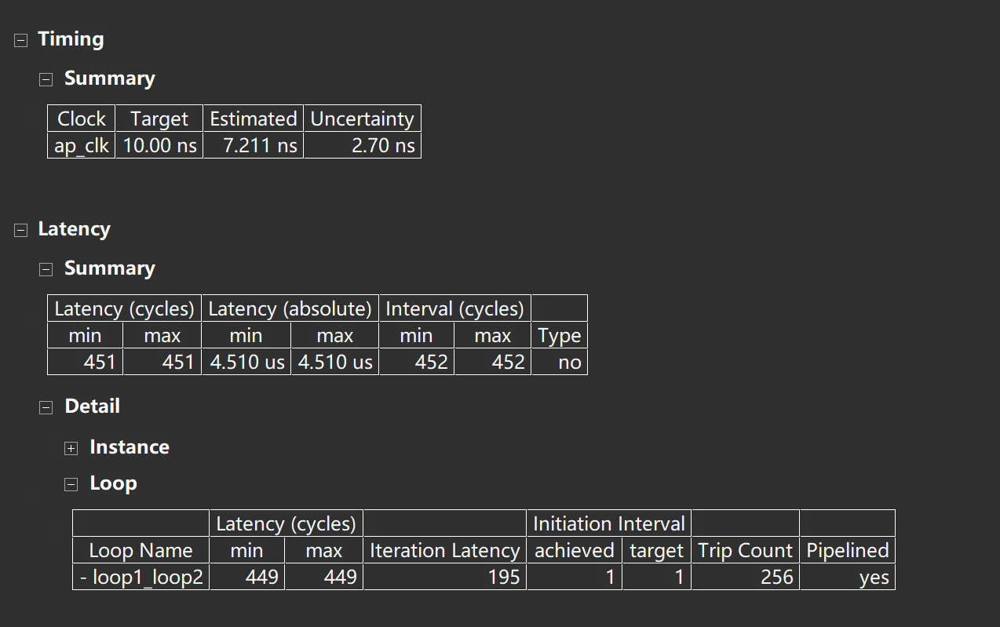 Timing
Summary
Clock Target Estimated Uncertainty
ap_clk 10.00 ns 7.211 ns 2.70 ns
Latency
Summary
Latency (cycles) Latency (absolute) Interval (cycles)
min max min max min max Type
451 451 4.510 us 4.510 us 452 452 no
Detail
Instance
Loop
Latency (cycles) Initiation Interval
Loop Name min max Iteration Latency achieved target Trip Count Pipelined
- loop1_loop2 449 449 195 1 1 256 yes